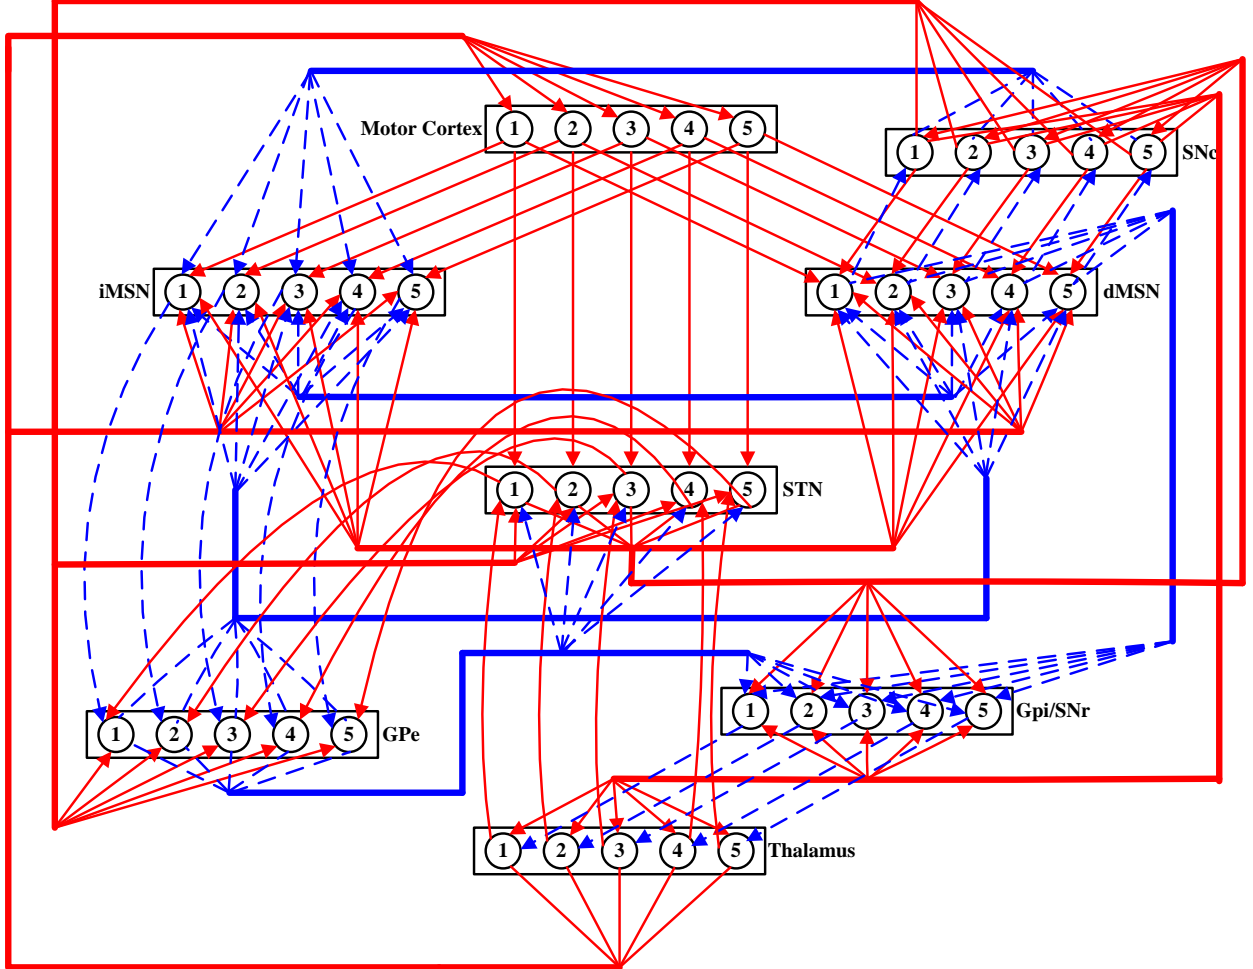 Motor Cortex 1 2 3 4 5
1 2 3 4 5 SNc
iMSN 1 2 3 4 5
1 2 3 4 5 dMSN
1 2 3 4 5 STN
1 2 3 4 5 Gpi/SNr
1 2 3 4 5 GPe
1 2 3 4 5 Thalamus